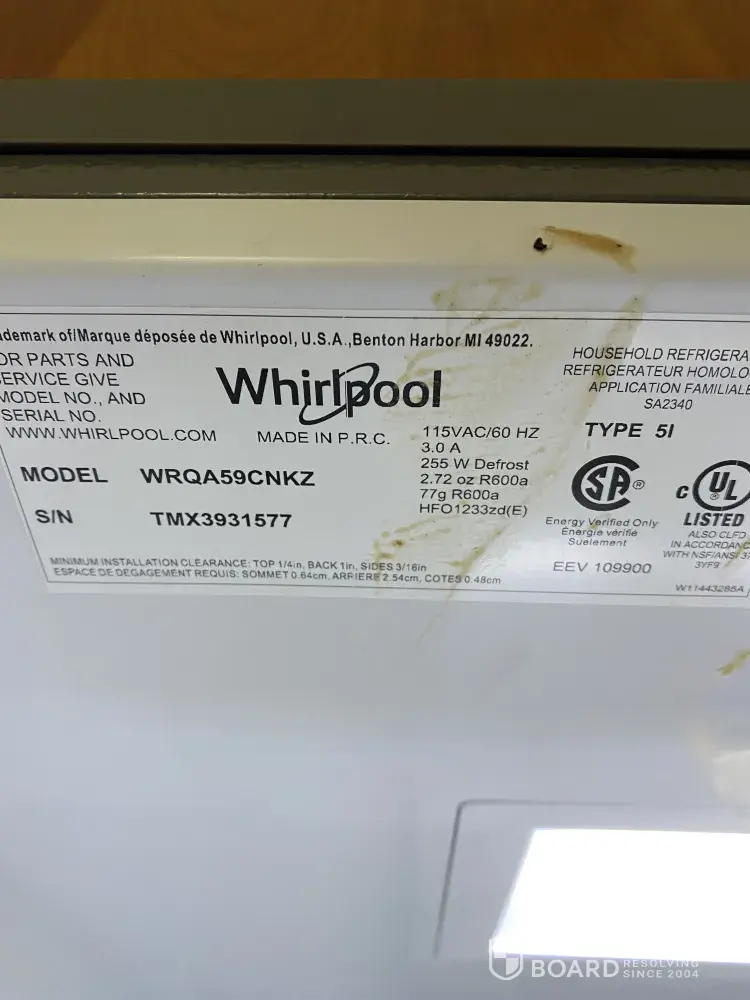 ademark of/Marque déposée de Whirlpool, U.S.A.,Benton Harbor MI 49022.
OR PARTS AND
ERVICE GIVE
MODEL NO., AND
SERIAL NO.
WWW.WHIRLPOOL.COM
Whirlpool
MADE IN P.R.C.
115VAC/60 HZ
3.0 A
255 W Defrost
2.72 oz R600a
77g R600a
HFO1233zd(E)
HOUSEHOLD REFRIGERA
REFRIGERATEUR HOMOLO
APPLICATION FAMILIALE
SA2340
TYPE 5I
MODEL WRQA59CNKZ
S/N TMX3931577
SA®
Energy Verified Only
Énergie vérifié
Suelement
EEV 109900
C UL
LISTED
ALSO CLFD
IN ACCORDANC
WITH NSF/ANSI 37
3YF9
W11443285A
MINIMUM INSTALLATION CLEARANCE: TOP 1/4in, BACK 1in, SIDES 3/16in
ESPACE DE DEGAGEMENT REQUIS: SOMMET 0.64cm, ARRIERE 2.54cm, COTES 0.48cm
BOARD RESOLVING
SINCE 2004